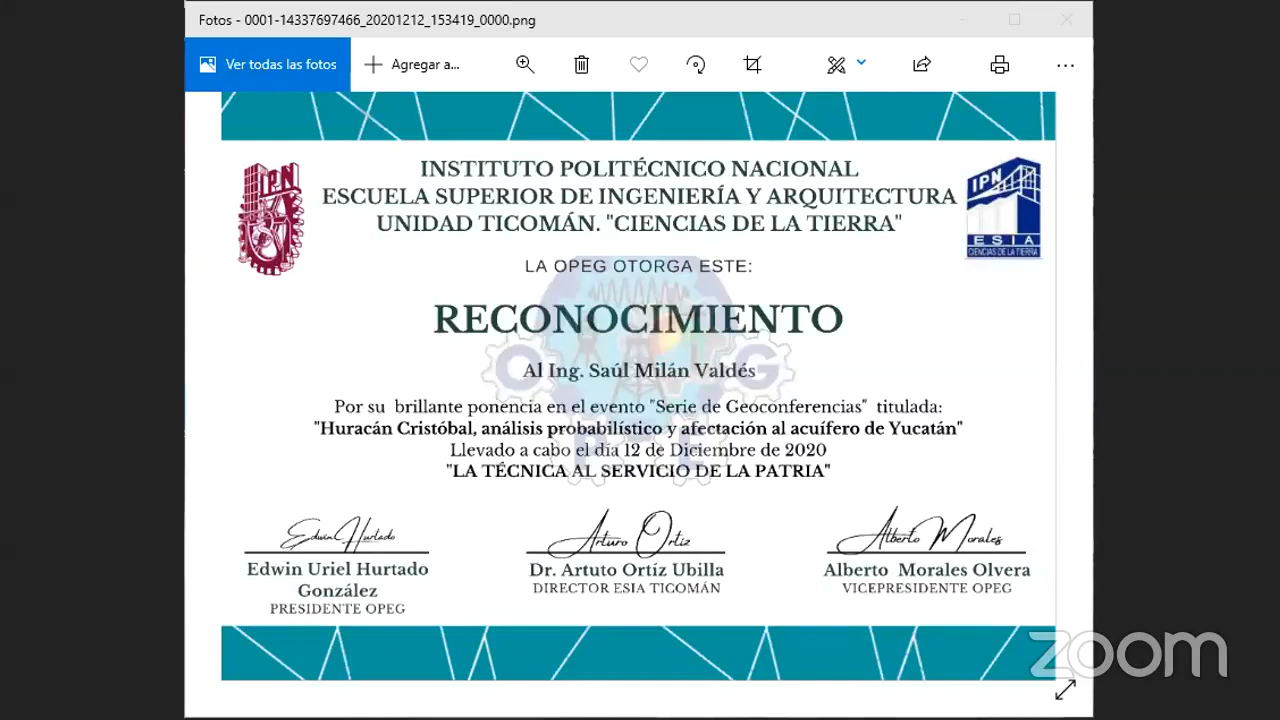 Fotos - 0001-14337697466_20201212_153419_0000.png
Ver todas las fotos
Agregar a...
INSTITUTO POLITÉCNICO NACIONAL
ESCUELA SUPERIOR DE INGENIERÍA Y ARQUITECTURA
UNIDAD TICOMÁN. "CIENCIAS DE LA TIERRA"
IPN
IPN
ESIA
CIENCIAS DE LA TIERRA
LA OPEG OTORGA ESTE:
RECONOCIMIENTO
Al Ing. Saúl Milán Valdés
O G
P E
Por su brillante ponencia en el evento "Serie de Geoconferencias" titulada:
"Huracán Cristóbal, análisis probabilístico y afectación al acuífero de Yucatán"
Llevado a cabo el día 12 de Diciembre de 2020
"LA TÉCNICA AL SERVICIO DE LA PATRIA"
Edwin Hurtado
Edwin Uriel Hurtado
González
PRESIDENTE OPEG
Arturo Ortiz
Dr. Artuto Ortíz Ubilla
DIRECTOR ESIA TICOMÁN
Alberto Morales
Alberto Morales Olvera
VICEPRESIDENTE OPEG
zoom